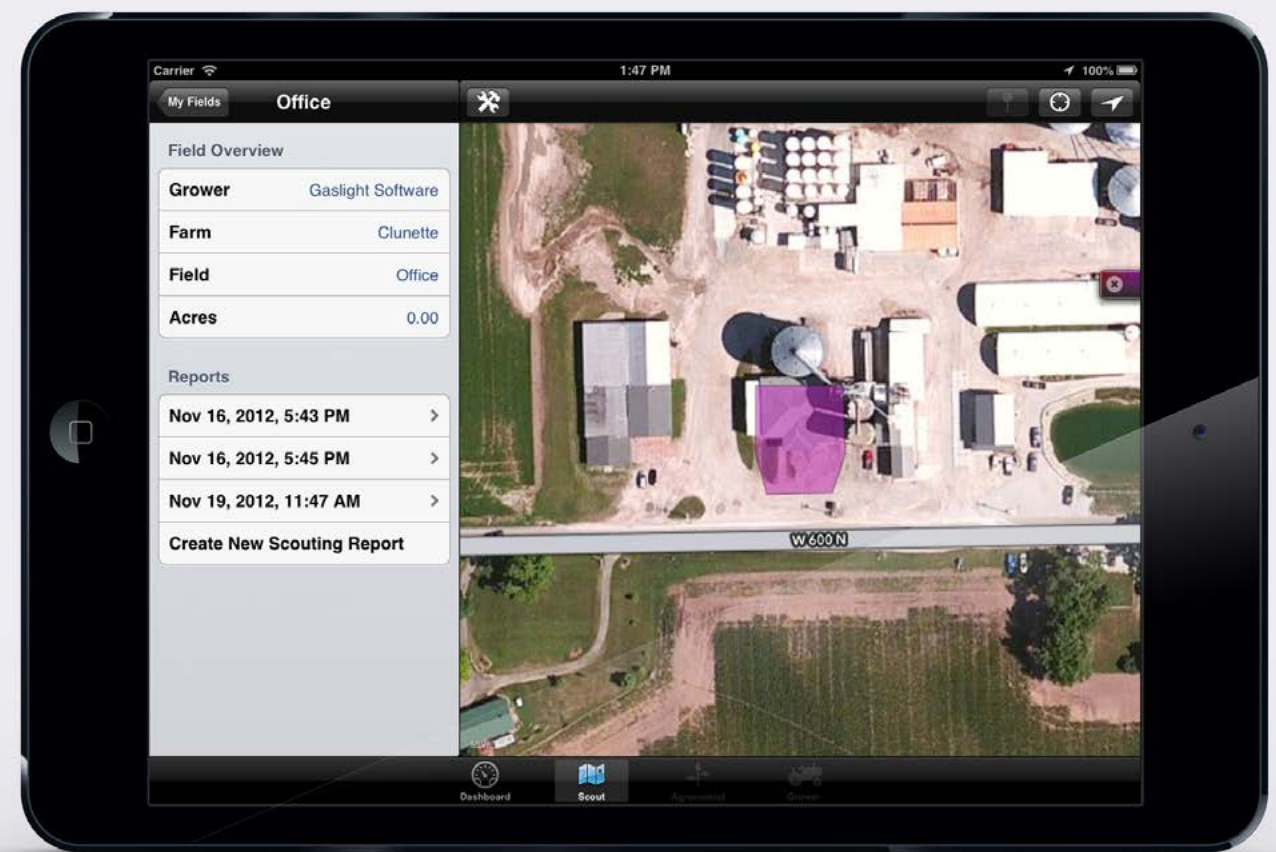 Carrier
1:47 PM
100%
My Fields
Office
Field Overview
Grower Gaslight Software
Farm Clunette
Field Office
Acres 0.00
Reports
Nov 16, 2012, 5:43 PM
Nov 16, 2012, 5:45 PM
Nov 19, 2012, 11:47 AM
Create New Scouting Report
W 600 N
Dashboard
Scout
Grower